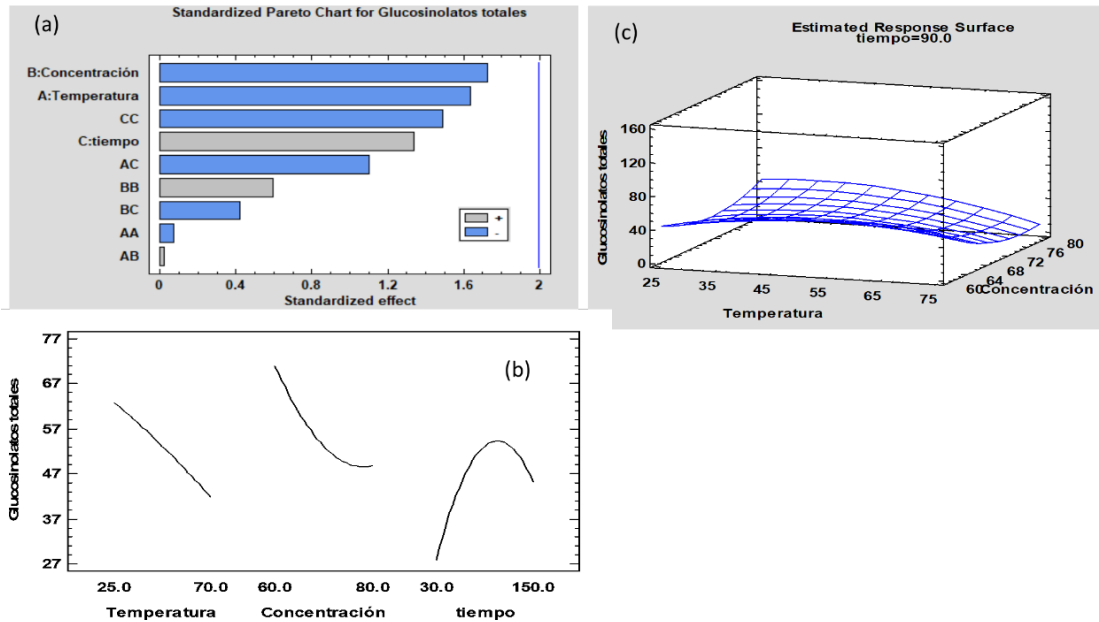 (a)
Standardized Pareto Chart for Glucosinolatos totales
B:Concentración
A:Temperatura
CC
C:tiempo
AC
BB
BC
AA
AB
+
-
0 0.4 0.8 1.2 1.6 2
Standardized effect
(c)
Estimated Response Surface
tiempo=90.0
Glucosinolatos totales
160
120
80
40
0
25 35 45 55 65 75
Temperatura
60 64 68 72 76 80
Concentración
(b)
Glucosinolatos totales
77
67
57
47
37
27
25.0 70.0 60.0 80.0 30.0 150.0
Temperatura Concentración tiempo